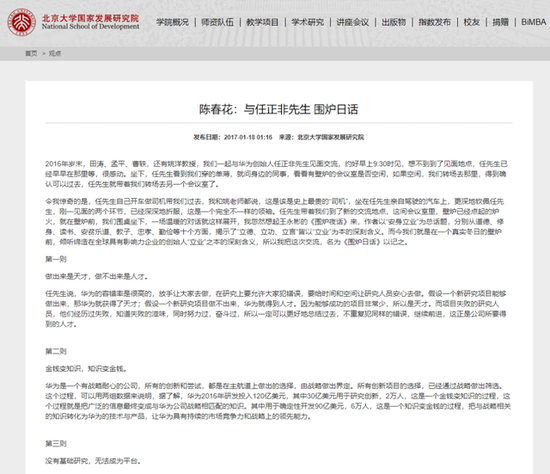 北京大学国家发展研究院
National School of Development
学院概况 | 师资队伍 | 教学项目 | 学术研究 | 讲座会议 | 出版物 | 指数发布 | 校友 | 捐赠 | BiMBA
首页 > 观点
陈春花：与任正非先生 围炉日话
发布日期：2017-01-18 01:16 来源：北京大学国家发展研究院
2016年岁末，田涛、孟平、曹轶，还有姚洋教授，我们一起与华为创始人任正非先生见面交流，约好早上9:30时见，想不到到了见面地点，任先生已
经早早在那里等，很感动。坐下，任先生看到我们穿的单薄，就问身边的同事，看看有壁炉的会议室是否空闲，如果空闲，我们转场去那里，得到确
认可以过去，任先生就带着我们转场去另一个会议室了。
令我惊奇的是，任先生自己开车做司机带我们过去，我和姚老师都说，这是该是史上最贵的“司机”，坐在任先生亲自驾驶的汽车上，更深地钦佩任先
生，刚一见面的两个环节，已经深深地折服，这是一个完全不一样的领袖。任先生带着我们到了新的交流地点，这间会议室里，壁炉已经点起的炉
火，就在壁炉前，我们围桌坐下，一场温暖的对话就这样展开，我忽然想起王永彬的《围炉夜话》来，作者以“安身立业”为总话题，分别从道德、修
身、读书、安贫乐道、教子、忠孝、勤俭等十个方面，揭示了“立德、立功、立言”皆以“立业”为本的深刻含义。而今我们就是在一个真实冬日的壁炉
前，倾听缔造在全球具有影响力企业的创始人“立业”之本的深刻含义，所以我把这次交流，名为《围炉日话》以记之。
第一则
做出来是天才，做不出来是人才。
任先生说，华为的容错率是很高的，放手让大家去做，在研究上要允许大家犯错误，要给时间和空间让研究人员安心去做。假设一个新研究项目能够
做出来，那华为就获得了天才；假设一个新研究项目做不出来，华为就得到人才。因为能够成功的项目非常少，所以是天才。而项目失败的研究人
员，他们经历过失败，知道失败的滋味，同时努力过，奋斗过，所以一定可以更好地总结过去，不重复犯同样的错误，继续前进，这正是公司所要得
到的人才。
第二则
金钱变知识，知识变金钱。
华为是一个有战略耐心的公司，所有的创新和尝试，都是在主航道上做出的选择，由战略做出界定。所有创新项目的选择，已经通过战略做出筛选。
这个过程，可以用两组数据来说明，据了解，华为2016年研发投入120亿美元，其中30亿美元用于研究创新，2万人，这是一个金钱变知识的过程，这
个过程就是把广泛的信息最终变成与华为公司战略相匹配的知识。其中用于确定性开发90亿美元，6万人，这是一个知识变金钱的过程，把与战略相关
的知识转化为华为的技术与产品，让华为具有持续的市场竞争力和战略上的领先能力。
第三则
没有基础研究，无法成为平台。